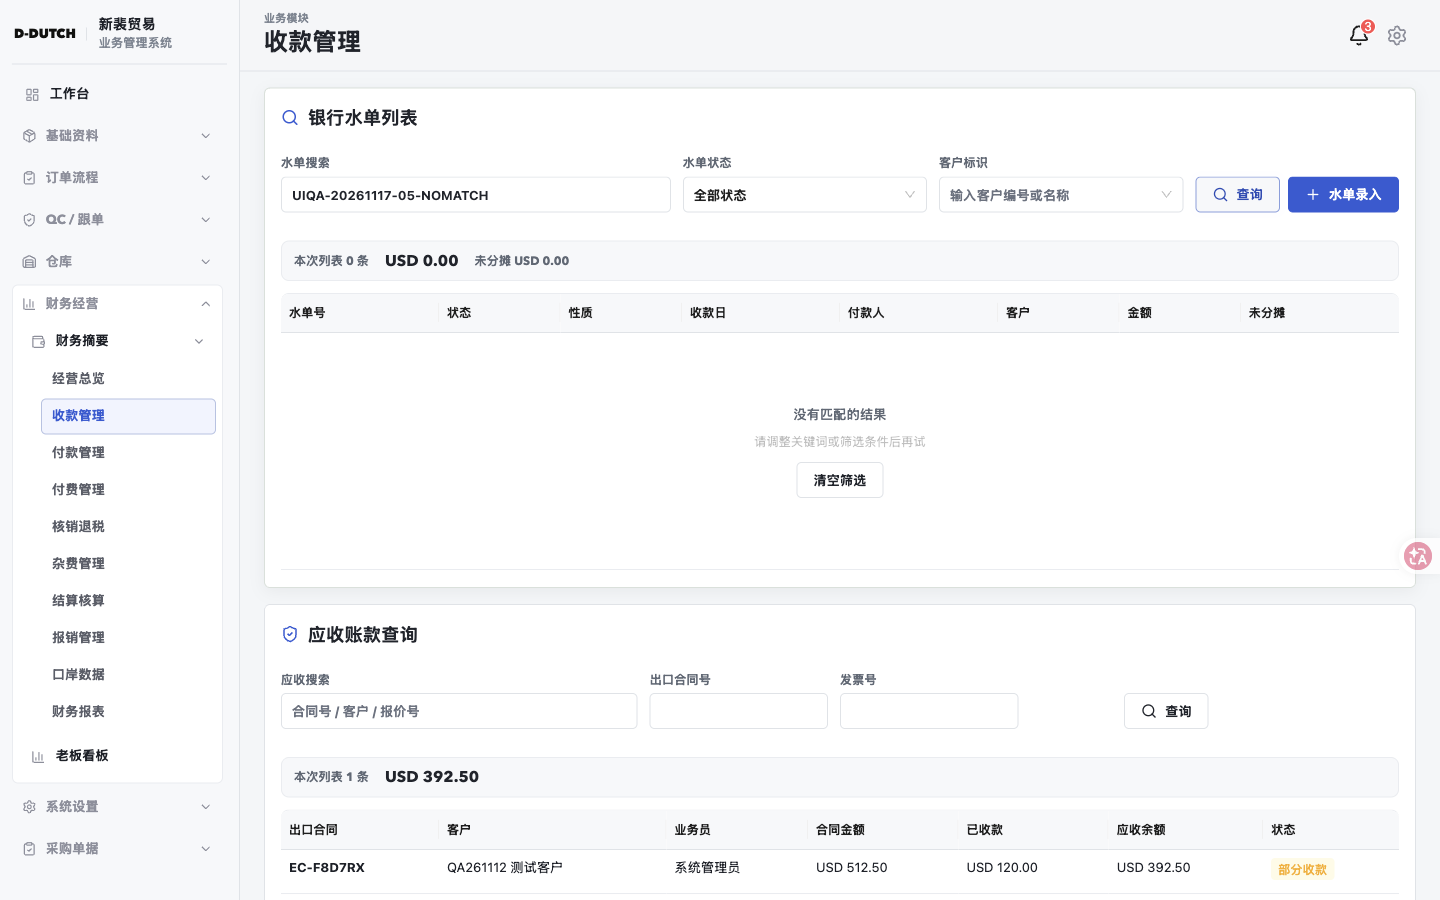 D-DUTCH
新裴贸易
业务管理系统
工作台
基础资料
订单流程
QC / 跟单
仓库
财务经营
财务摘要
经营总览
收款管理
付款管理
付费管理
核销退税
杂费管理
结算核算
报销管理
口岸数据
财务报表
老板看板
系统设置
采购单据
业务模块
收款管理
3
银行水单列表
水单搜索
水单状态
客户标识
UIQA-20261117-05-NOMATCH
全部状态
输入客户编号或名称
查询
水单录入
本次列表 0 条 USD 0.00 未分摊 USD 0.00
水单号 状态 性质 收款日 付款人 客户 金额 未分摊
没有匹配的结果
请调整关键词或筛选条件后再试
清空筛选
应收账款查询
应收搜索
出口合同号
发票号
合同号 / 客户 / 报价号
查询
本次列表 1 条 USD 392.50
出口合同 客户 业务员 合同金额 已收款 应收余额 状态
EC-F8D7RX QA261112 测试客户 系统管理员 USD 512.50 USD 120.00 USD 392.50 部分收款